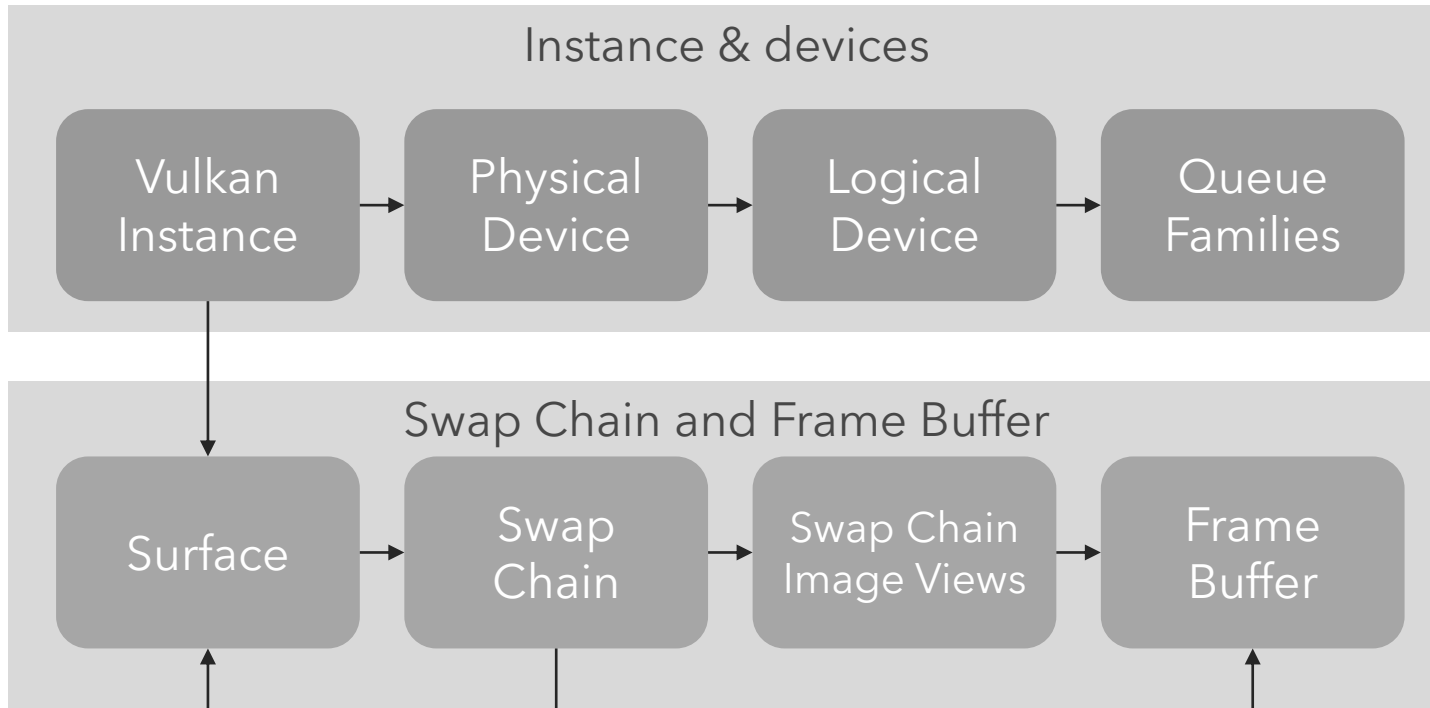 Instance & devices
Vulkan
Instance
Physical
Device
Logical
Device
Queue
Families
Swap Chain and Frame Buffer
Surface
Swap
Chain
Swap Chain
Image Views
Frame
Buffer